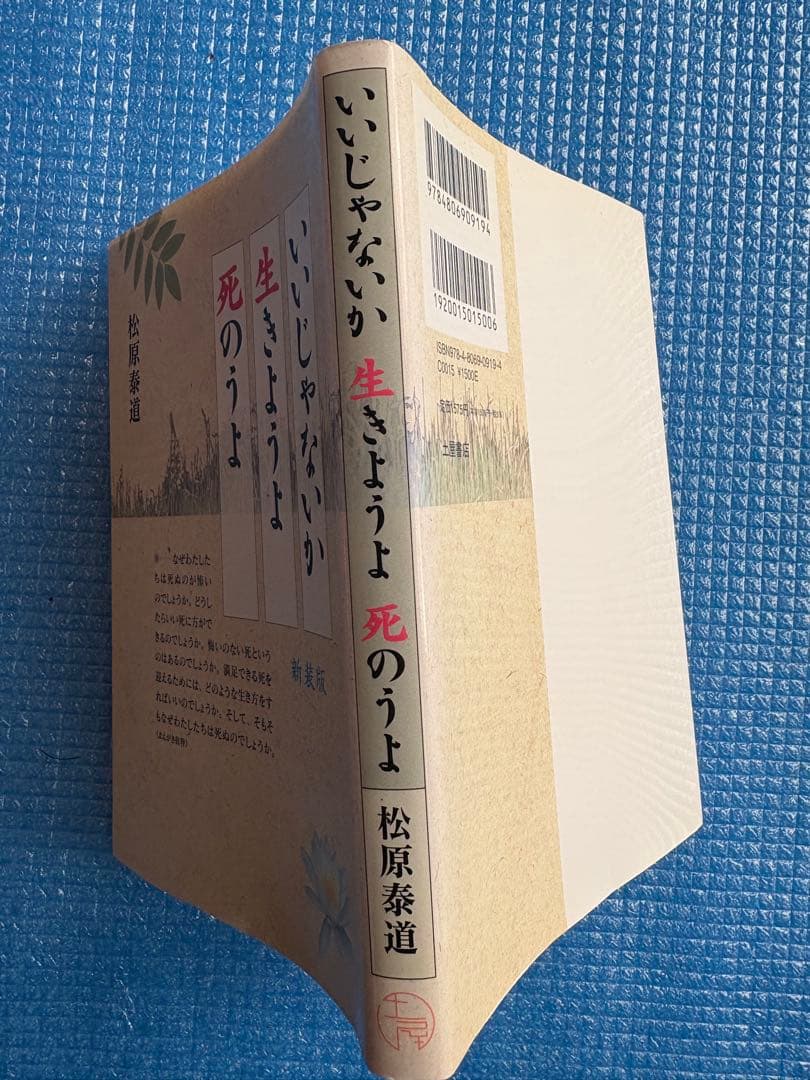 いいじゃないか
生きようよ
死のうよ
松原泰道
新装版
なぜわたした
ちは死ぬのが怖い
のでしょうか。どうし
たらいい死に方がで
きるのでしょうか。悔いのない死という
のはあるのでしょうか。満足できる死を
迎えるためには、どのような生き方をす
ればいいのでしょうか。そして、そもそ
もなぜわたしたちは死ぬのでしょうか。
(まえがき抜粋)
いいじゃないか 生きようよ 死のうよ
松原泰道
9784806909194
1920015015006
ISBN978-4-8069-0919-4
C0015 ¥1500E
土屋書店